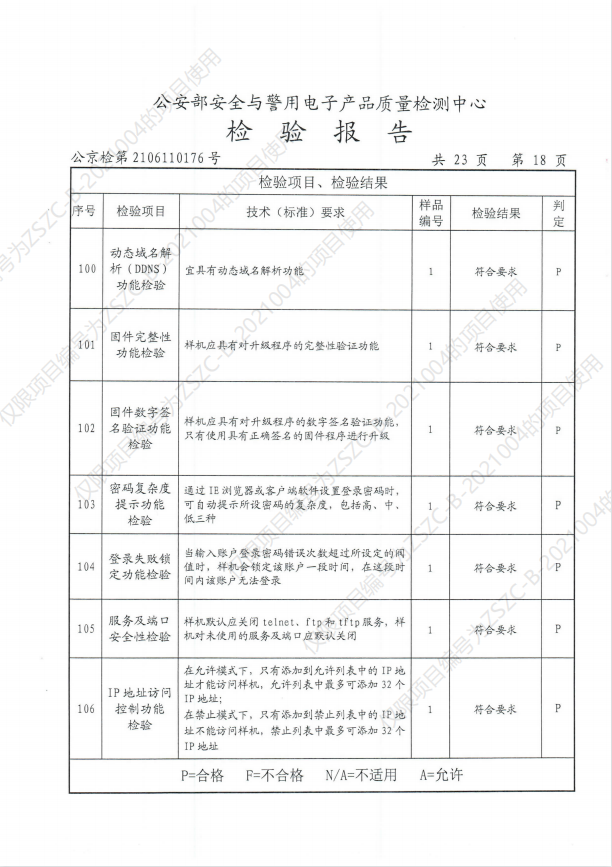 公安部安全与警用电子产品质量检测中心
检 验 报 告
公京检第 2106110176 号 共 23 页 第 18 页
检验项目、检验结果
序号 检验项目 技术（标准）要求 样品编号 检验结果 判定
100 动态域名解析（DDNS）功能检验 宜具有动态域名解析功能 1 符合要求 P
101 固件完整性功能检验 样机应具有对升级程序的完整性验证功能 1 符合要求 P
102 固件数字签名验证功能检验 样机应具有对升级程序的数字签名验证功能，只有使用具有正确签名的固件程序进行升级 1 符合要求 P
103 密码复杂度提示功能检验 通过 IE 浏览器或客户端软件设置登录密码时，可自动提示所设密码的复杂度，包括高、中、低三种 1 符合要求 P
104 登录失败锁定功能检验 当输入账户登录密码错误次数超过所设定的阀值时，样机会锁定该账户一段时间，在这段时间内该账户无法登录 1 符合要求 P
105 服务及端口安全性检验 样机默认应关闭 telnet、ftp 和 tftp 服务，样机对未使用的服务及端口应默认关闭 1 符合要求 P
106 IP 地址访问控制功能检验 在允许模式下，只有添加到允许列表中的 IP 地址才能访问样机，允许列表中最多可添加 32 个 IP 地址；
在禁止模式下，只有添加到禁止列表中的 IP 地址不能访问样机，禁止列表中最多可添加 32 个 IP 地址 1 符合要求 P
P=合格 F=不合格 N/A=不适用 A=允许
仅限项目编号为ZSZC-B-2021004的项目使用